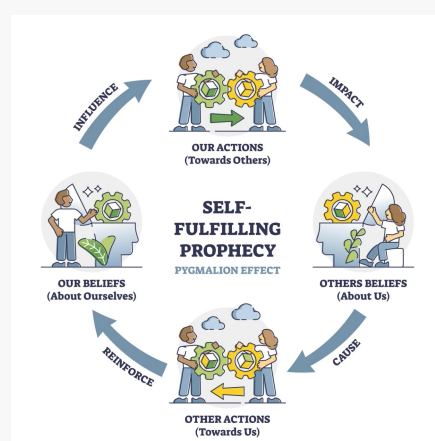 INFLUENCE
IMPACT
OUR ACTIONS
(Towards Others)
SELF-
FULFILLING
PROPHECY
PYGMALION EFFECT
OUR BELIEFS
(About Ourselves)
OTHERS BELIEFS
(About Us)
REINFORCE
CAUSE
OTHER ACTIONS
(Towards Us)